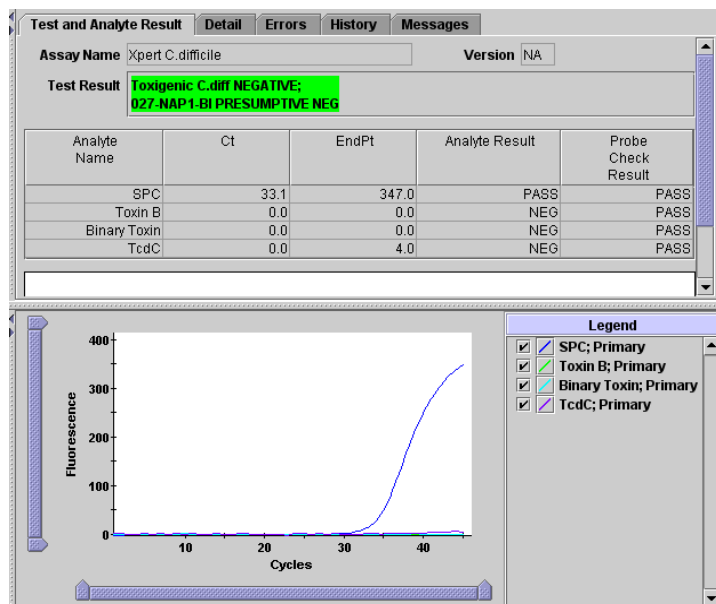 Test and Analyte Result Detail Errors History Messages
Assay Name Xpert C.difficile Version NA
Test Result Toxigenic C.diff NEGATIVE;
027-NAP1-BI PRESUMPTIVE NEG
Analyte Name Ct EndPt Analyte Result Probe Check Result
SPC 33.1 347.0 PASS PASS
Toxin B 0.0 0.0 NEG PASS
Binary Toxin 0.0 0.0 NEG PASS
TcdC 0.0 4.0 NEG PASS
Legend
SPC; Primary
Toxin B; Primary
Binary Toxin; Primary
TcdC; Primary
Fluorescence
400
300
200
100
0
10 20 30 40
Cycles